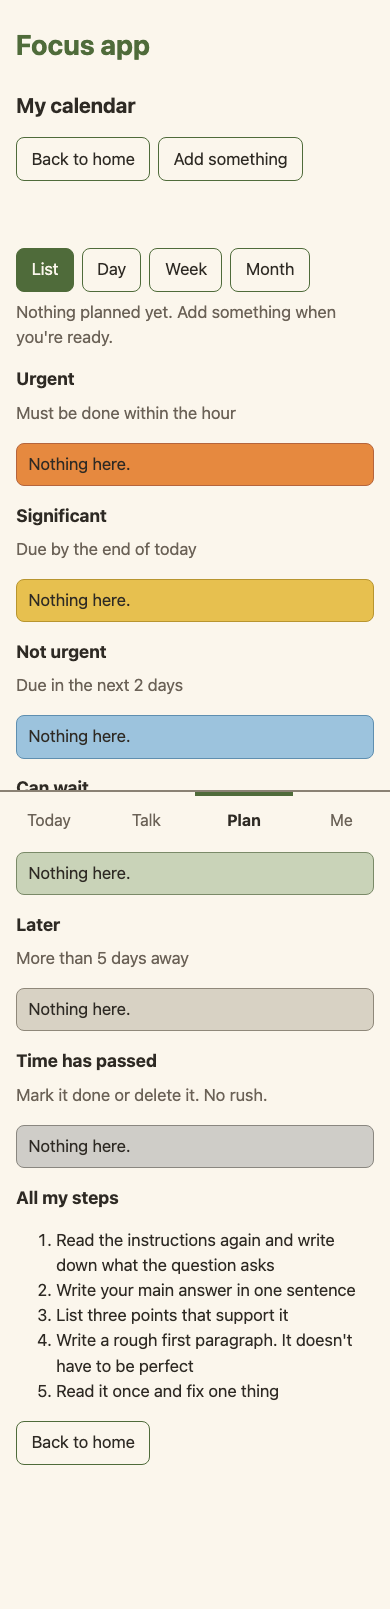 Focus app
My calendar
Back to home
Add something
List
Day
Week
Month
Nothing planned yet. Add something when
you're ready.
Urgent
Must be done within the hour
Nothing here.
Significant
Due by the end of today
Nothing here.
Not urgent
Due in the next 2 days
Nothing here.
Can wait
Today
Talk
Plan
Me
Nothing here.
Later
More than 5 days away
Nothing here.
Time has passed
Mark it done or delete it. No rush.
Nothing here.
All my steps
1. Read the instructions again and write
down what the question asks
2. Write your main answer in one sentence
3. List three points that support it
4. Write a rough first paragraph. It doesn't
have to be perfect
5. Read it once and fix one thing
Back to home